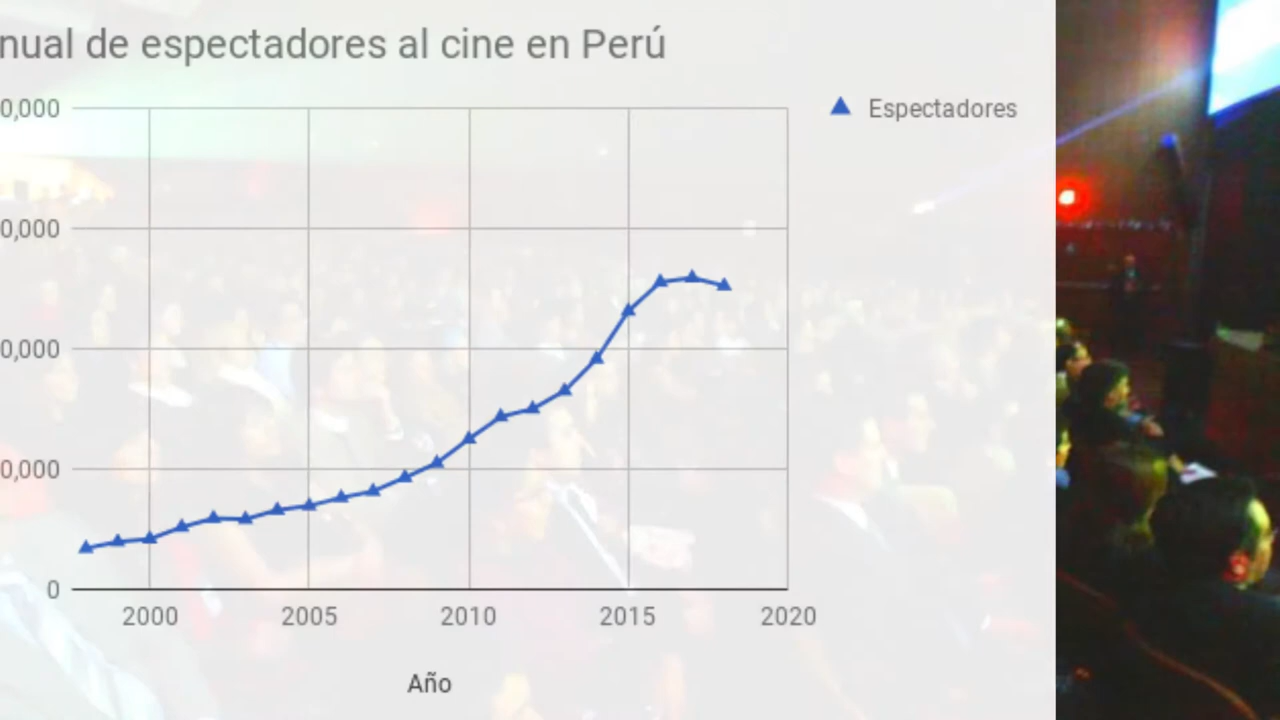 nual de espectadores al cine en Perú
0,000
Espectadores
0,000
0,000
0,000
0
2000 2005 2010 2015 2020
Año